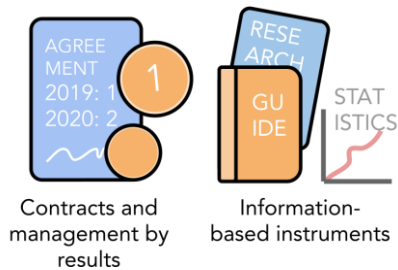 AGREE
MENT
2019: 1
2020: 2
1
RESE
ARCH
GU
IDE
STAT
ISTICS
Contracts and
management by
results
Information-
based instruments